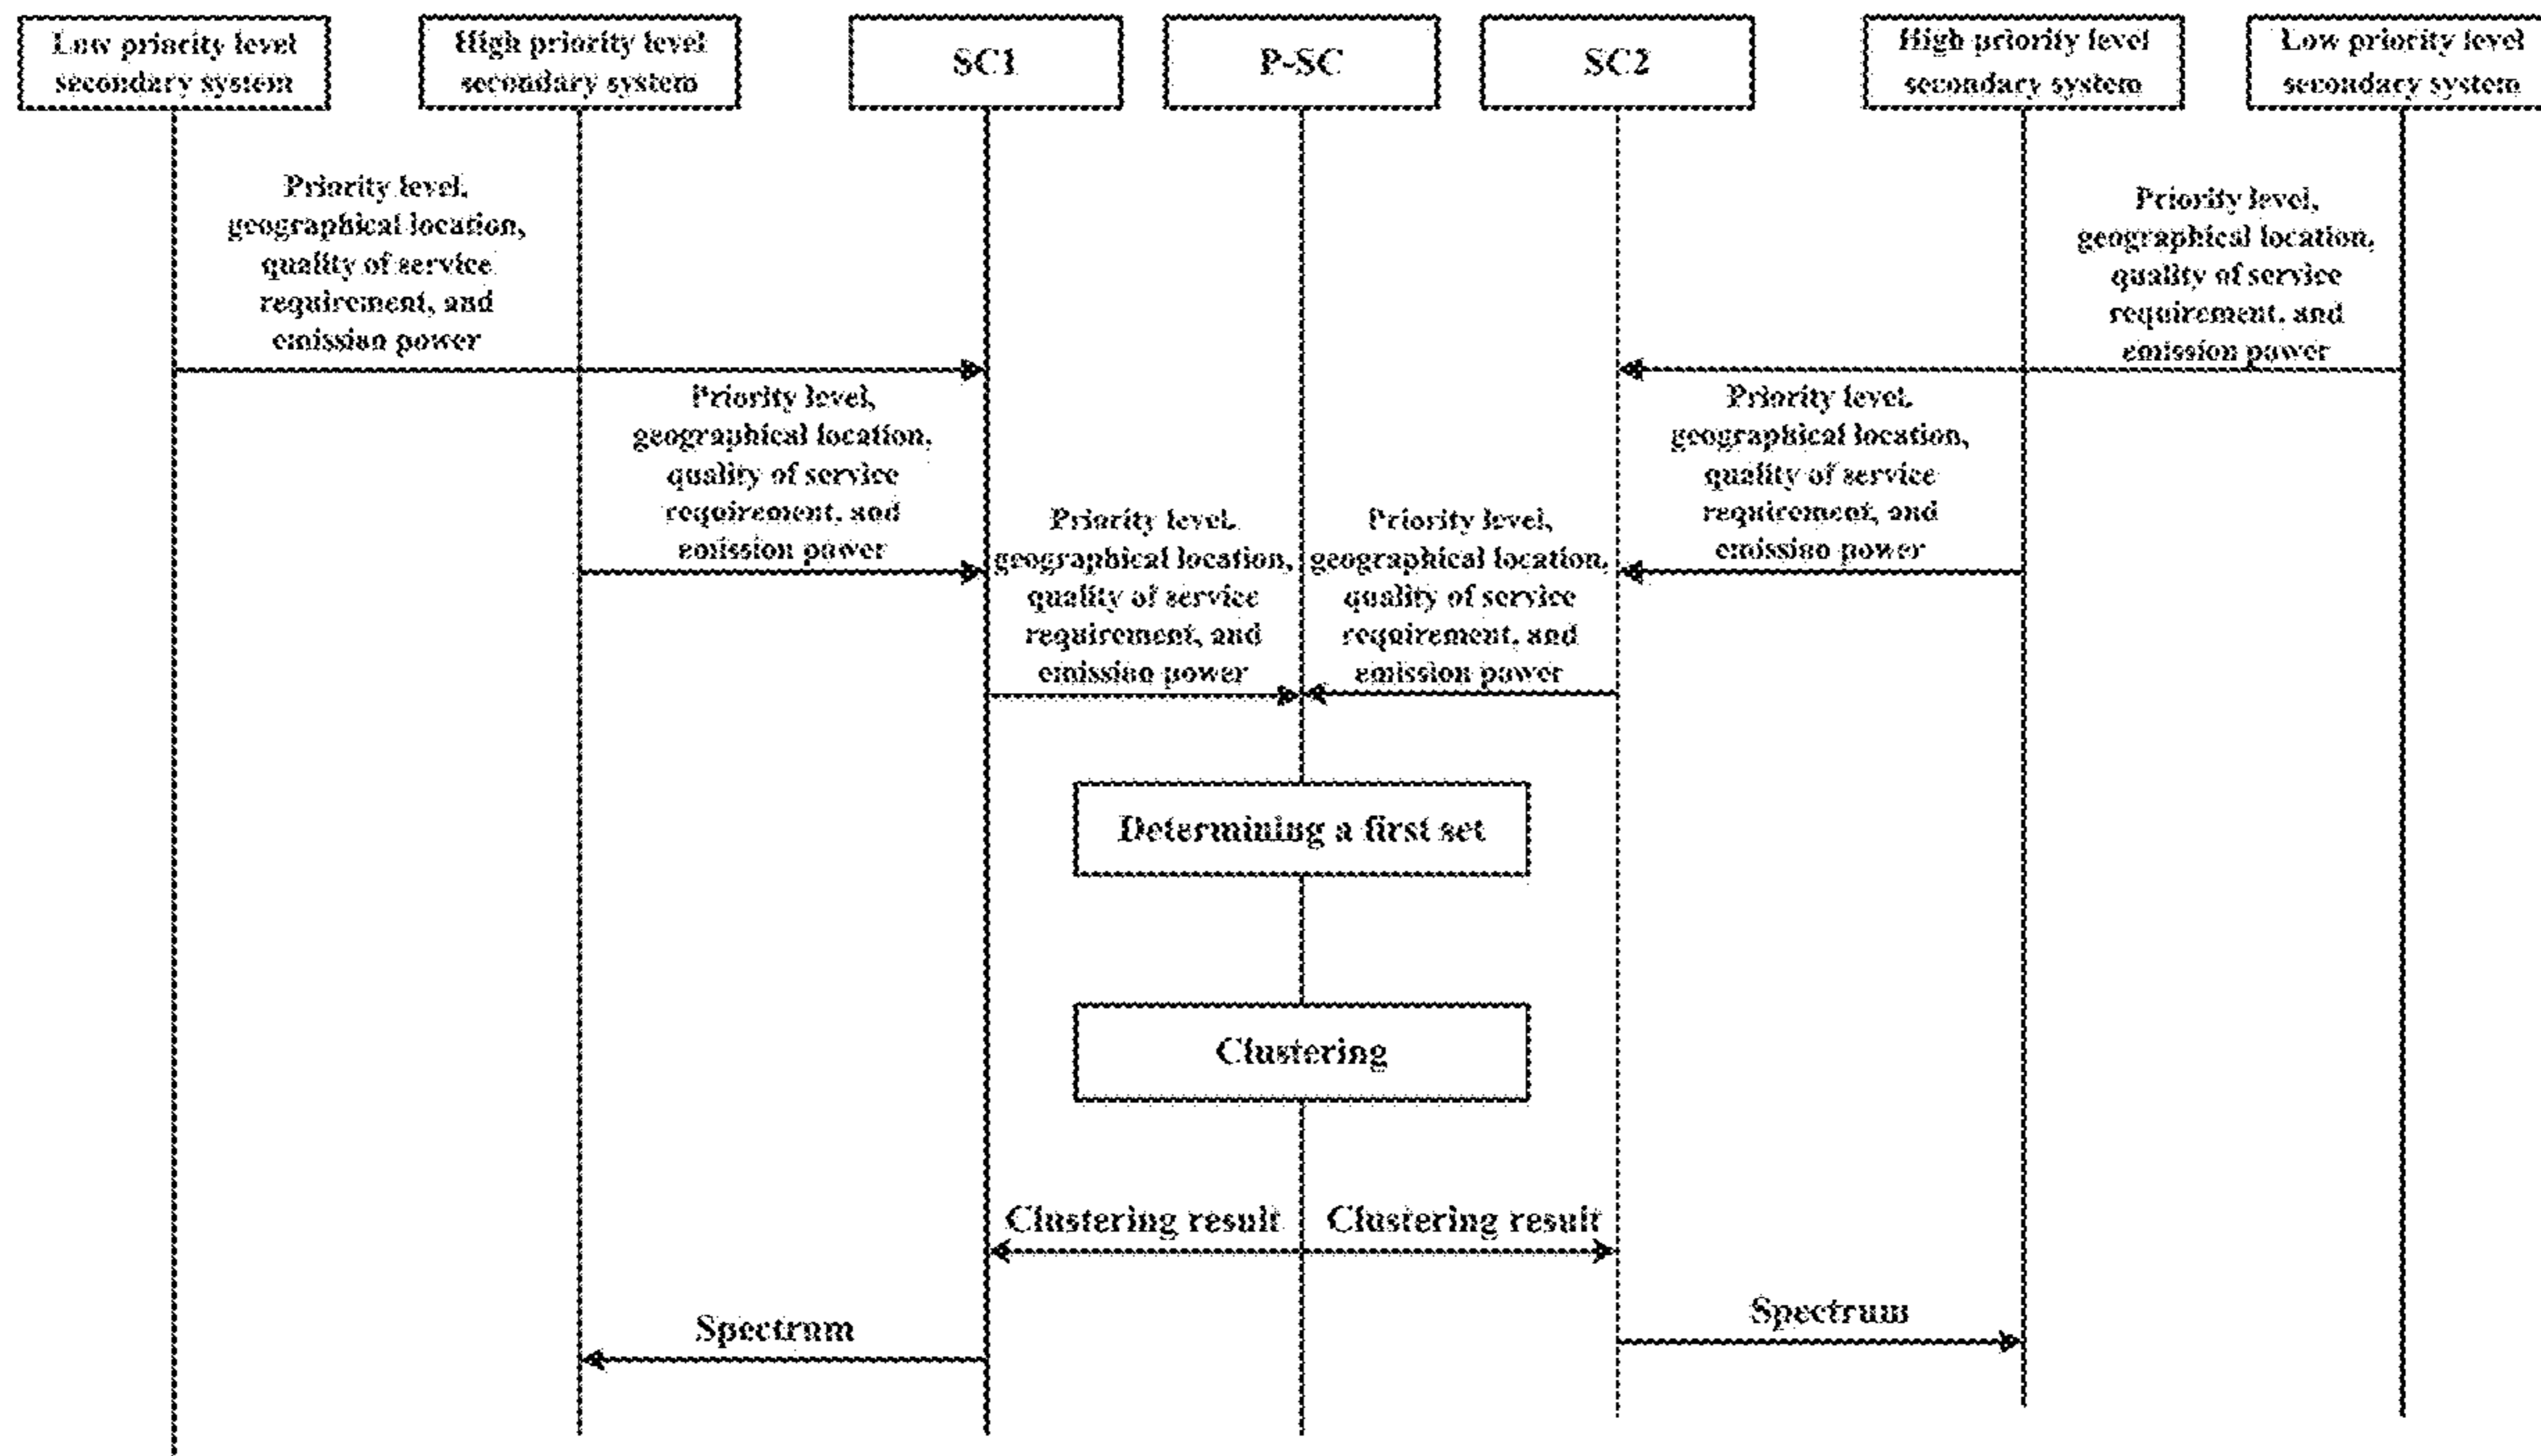 Low priority level
secondary system
High priority level
secondary system
SC1
P-SC
SC2
High priority level
secondary system
Low priority level
secondary system
Priority level,
geographical location,
quality of service
requirement, and
emission power
Priority level,
geographical location,
quality of service
requirement, and
emission power
Priority level,
geographical location,
quality of service
requirement, and
emission power
Priority level,
geographical location,
quality of service
requirement, and
emission power
Priority level,
geographical location,
quality of service
requirement, and
emission power
Priority level,
geographical location,
quality of service
requirement, and
emission power
Determining a first set
Clustering
Clustering result
Clustering result
Spectrum
Spectrum